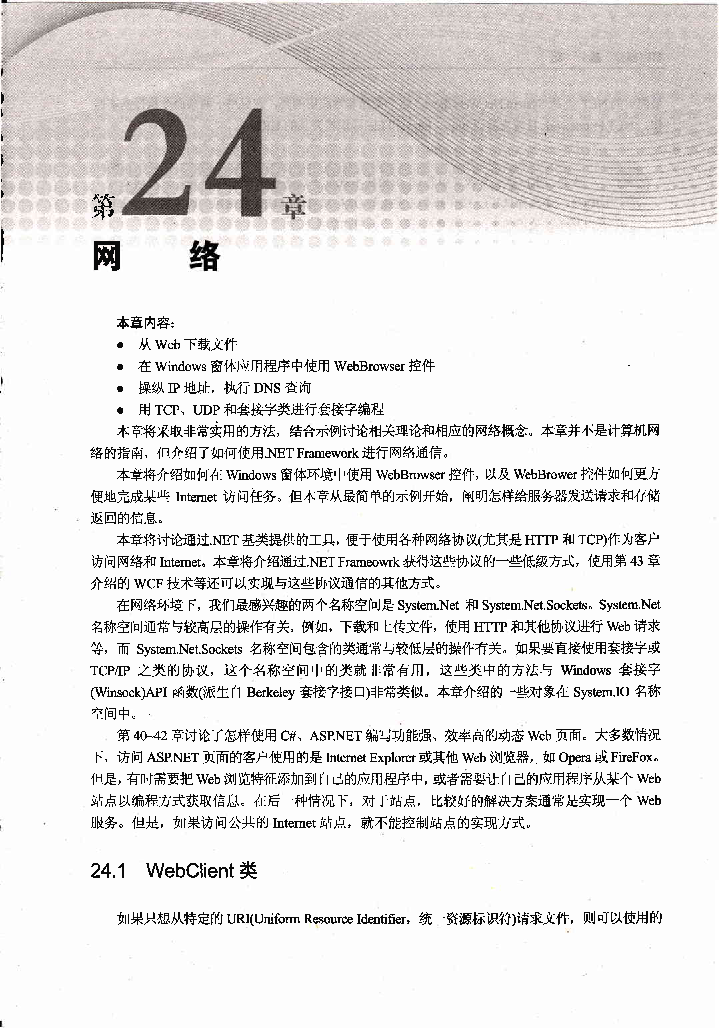 第24章
网 络
本章内容：
● 从 Web 下载文件
● 在 Windows 窗体应用程序中使用 WebBrowser 控件
● 操纵 IP 地址，执行 DNS 查询
● 用 TCP、UDP 和套接字类进行套接字编程
本章将采取非常实用的方法，结合示例讨论相关理论和相应的网络概念。本章并不是计算机网
络的指南，但介绍了如何使用.NET Framework 进行网络通信。
本章将介绍如何在 Windows 窗体环境中使用 WebBrowser 控件，以及 WebBrower 控件如何更方
便地完成某些 Internet 访问任务。但本章从最简单的示例开始，阐明怎样给服务器发送请求和存储
返回的信息。
本章将讨论通过.NET 基类提供的工具，便于使用各种网络协议(尤其是 HTTP 和 TCP)作为客户
访问网络和 Internet。本章将介绍通过.NET Frameowrk 获得这些协议的一些低级方式，使用第 43 章
介绍的 WCF 技术等还可以实现与这些协议通信的其他方式。
在网络环境下，我们最感兴趣的两个名称空间是 System.Net 和 System.Net.Sockets。System.Net
名称空间通常与较高层的操作有关，例如，下载和上传文件，使用 HTTP 和其他协议进行 Web 请求
等，而 System.Net.Sockets 名称空间包含的类通常与较低层的操作有关。如果要直接使用套接字或
TCP/IP 之类的协议，这个名称空间中的类就非常有用，这些类中的方法与 Windows 套接字
(Winsock)API 函数(派生自 Berkeley 套接字接口)非常类似。本章介绍的一些对象在 System.IO 名称
空间中。
第 40~42 章讨论了怎样使用 C#、ASP.NET 编写功能强、效率高的动态 Web 页面。大多数情况
下，访问 ASP.NET 页面的客户使用的是 Internet Explorer 或其他 Web 浏览器，如 Opera 或 FireFox。
但是，有时需要把 Web 浏览特征添加到自己的应用程序中，或者需要让自己的应用程序从某个 Web
站点以编程方式获取信息。在后一种情况下，对于站点，比较好的解决方案通常是实现一个 Web
服务。但是，如果访问公共的 Internet 站点，就不能控制站点的实现方式。
24.1 WebClient 类
如果只想从特定的 URI(Uniform Resource Identifier，统一资源标识符)请求文件，则可以使用的